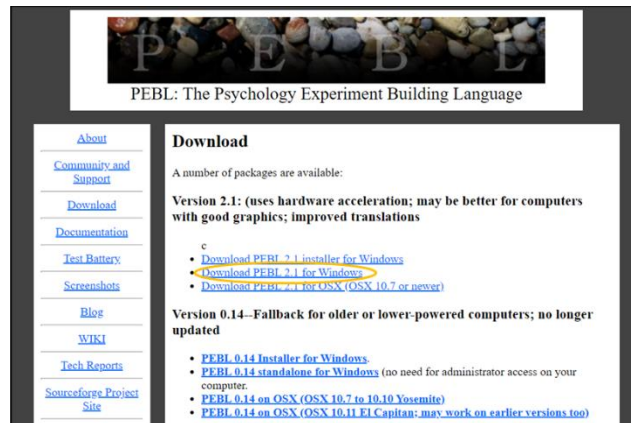 P E B L
PEBL: The Psychology Experiment Building Language
About
Community and
Support
Download
Documentation
Test Battery
Screenshots
Blog
WIKI
Tech Reports
Sourceforge Project
Site
Download
A number of packages are available:
Version 2.1: (uses hardware acceleration; may be better for computers
with good graphics; improved translations
c
Download PEBL 2.1 installer for Windows
Download PEBL 2.1 for Windows
Download PEBL 2.1 for OSX (OSX 10.7 or newer)
Version 0.14--Fallback for older or lower-powered computers; no longer
updated
PEBL 0.14 Installer for Windows.
PEBL 0.14 standalone for Windows (no need for administrator access on your
computer.
PEBL 0.14 on OSX (OSX 10.7 to 10.10 Yosemite)
PEBL 0.14 on OSX (OSX 10.11 El Capitan; may work on earlier versions too)